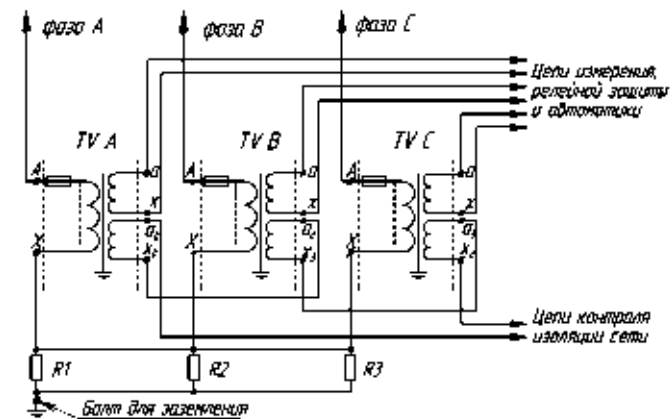 фаза А
фаза В
фаза С
Цепи измерения,
релейной защиты
и автоматики
TV A
TV B
TV C
А
а
А
а
А
а
х
х
х
Х
Х
Х
Цепи контроля
изоляции сети
R1
R2
R3
Болт для заземления